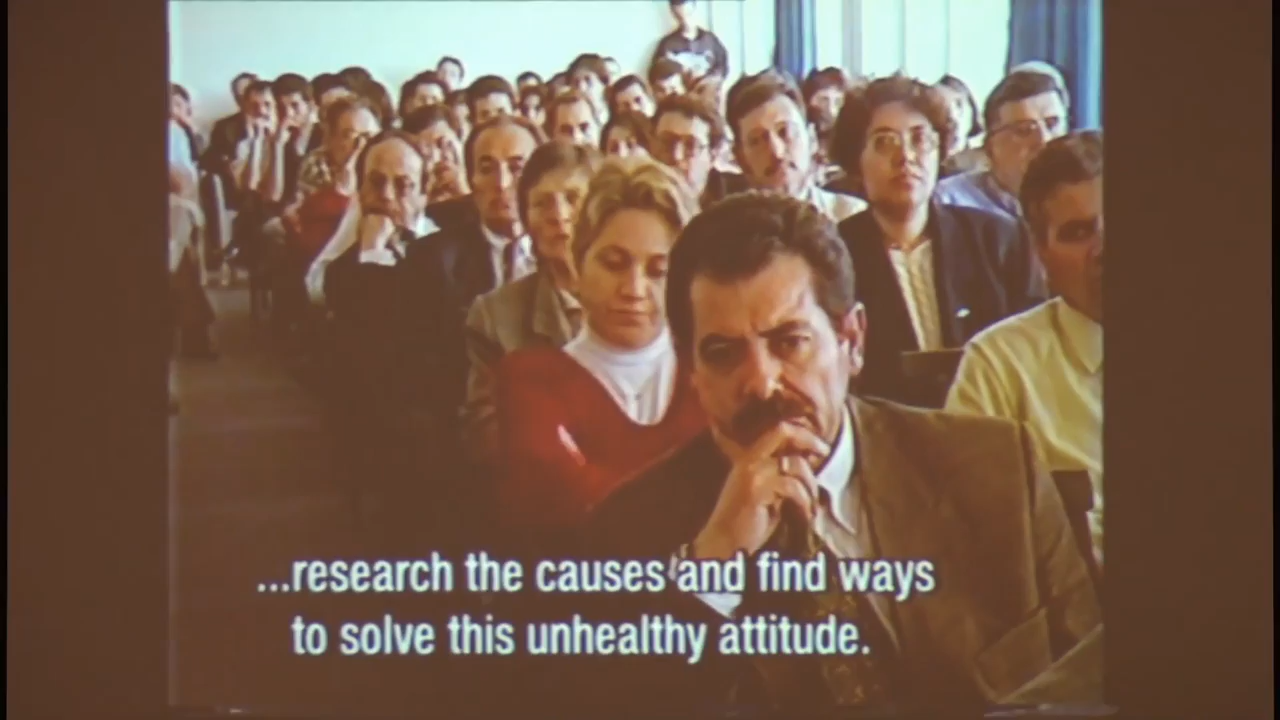 ...research the causes and find ways
to solve this unhealthy attitude.